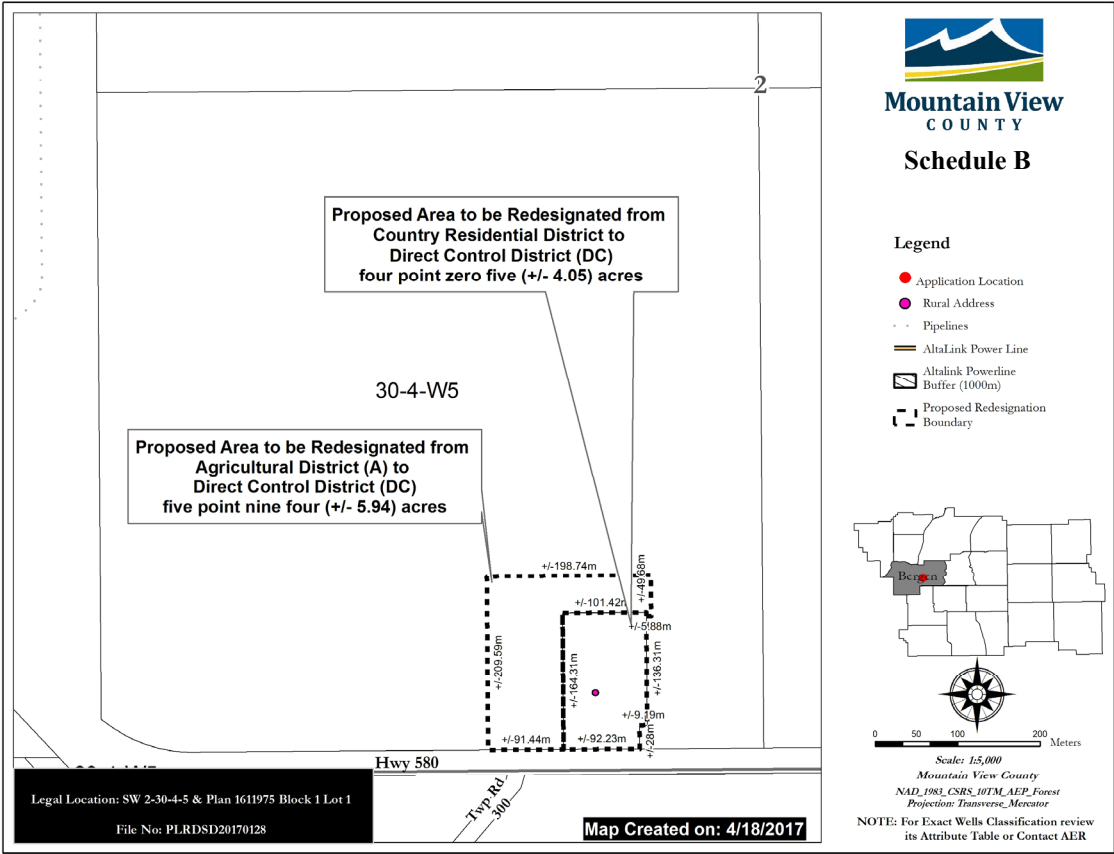 2
Proposed Area to be Redesignated from
Country Residential District to
Direct Control District (DC)
four point zero five (+/- 4.05) acres
30-4-W5
Proposed Area to be Redesignated from
Agricultural District (A) to
Direct Control District (DC)
five point nine four (+/- 5.94) acres
+/-198.74m
+/-49.68m
+/-101.42
+/-5.88m
+/-209.59m
+/-164.31m
+/-136.31m
+/-9.19m
+/-91.44m
+/-92.23m
+/-28m
Hwy 580
Twp Rd
300
Legal Location: SW 2-30-4-5 & Plan 1611975 Block 1 Lot 1
File No: PLRDSD20170128
Map Created on: 4/18/2017
Mountain View
COUNTY
Schedule B
Legend
Application Location
Rural Address
Pipelines
AltaLink Power Line
Altalink Powerline
Buffer (1000m)
Proposed Redesignation
Boundary
Bergen
0 50 100 200
Meters
Scale: 1:5,000
Mountain View County
NAD_1983_CSRS_10TM_AEP_Forest
Projection: Transverse_Mercator
NOTE: For Exact Wells Classification review
its Attribute Table or Contact AER